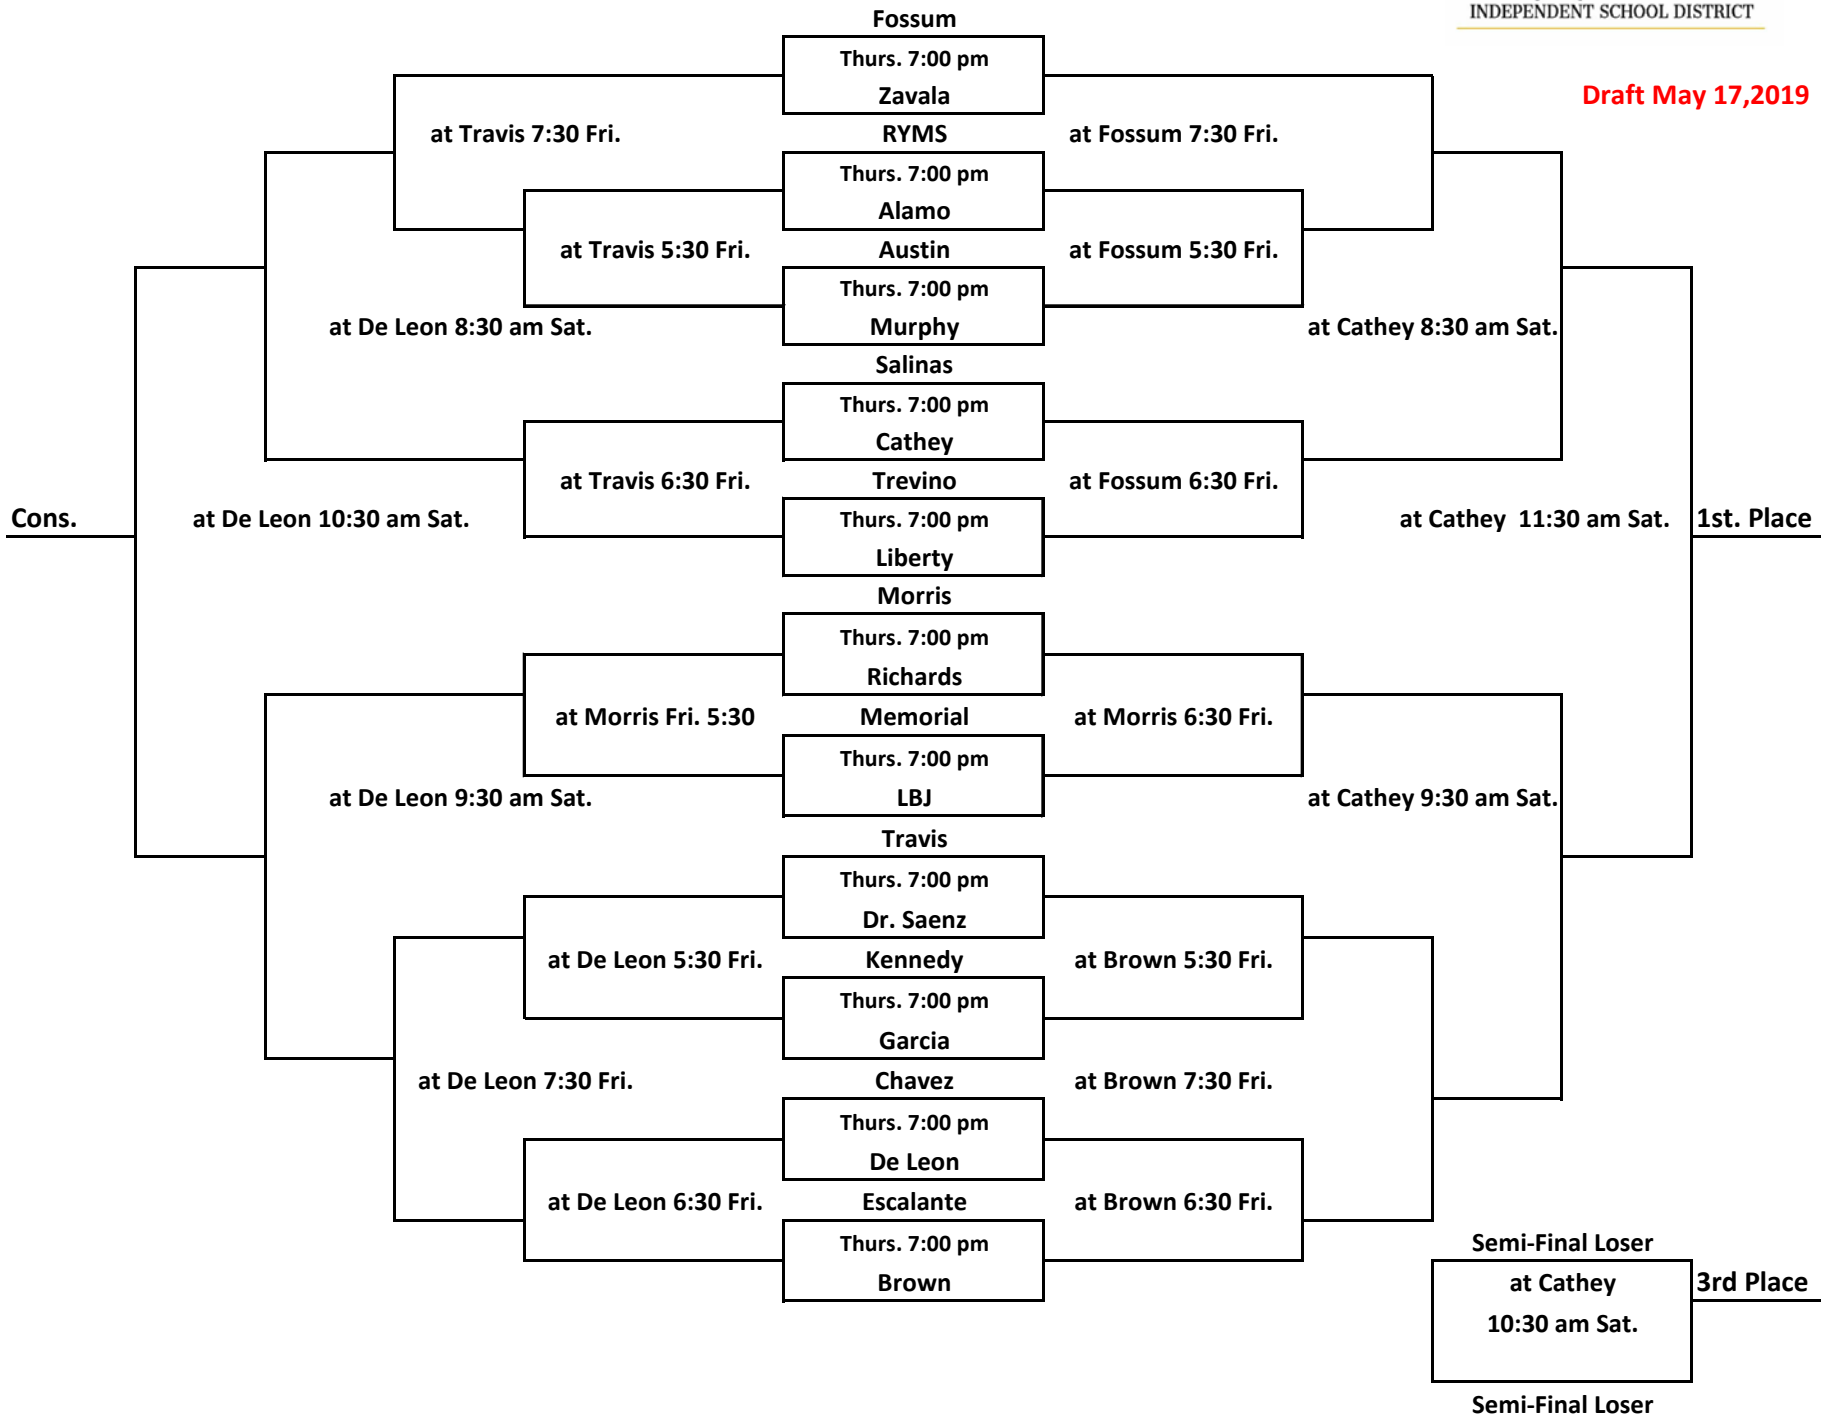 Fossum
INDEPENDENT SCHOOL DISTRICT
Thurs. 7:00 pm
Zavala
Draft May 17,2019
at Travis 7:30 Fri.
RYMS
at Fossum 7:30 Fri.
Thurs. 7:00 pm
Alamo
at Travis 5:30 Fri.
Austin
at Fossum 5:30 Fri.
Thurs. 7:00 pm
at De Leon 8:30 am Sat.
Murphy
at Cathey 8:30 am Sat.
Salinas
Thurs. 7:00 pm
Cathey
at Travis 6:30 Fri.
Trevino
at Fossum 6:30 Fri.
Cons.
at De Leon 10:30 am Sat.
Thurs. 7:00 pm
at Cathey  11:30 am Sat.
1st. Place
Liberty
Morris
Thurs. 7:00 pm
Richards
at Morris Fri. 5:30
Memorial
at Morris 6:30 Fri.
Thurs. 7:00 pm
at De Leon 9:30 am Sat.
LBJ
at Cathey 9:30 am Sat.
Travis
Thurs. 7:00 pm
Dr. Saenz
at De Leon 5:30 Fri.
Kennedy
at Brown 5:30 Fri.
Thurs. 7:00 pm
Garcia
at De Leon 7:30 Fri.
Chavez
at Brown 7:30 Fri.
Thurs. 7:00 pm
De Leon
at De Leon 6:30 Fri.
Escalante
at Brown 6:30 Fri.
Thurs. 7:00 pm
Semi-Final Loser
Brown
at Cathey
3rd Place
10:30 am Sat.
Semi-Final Loser